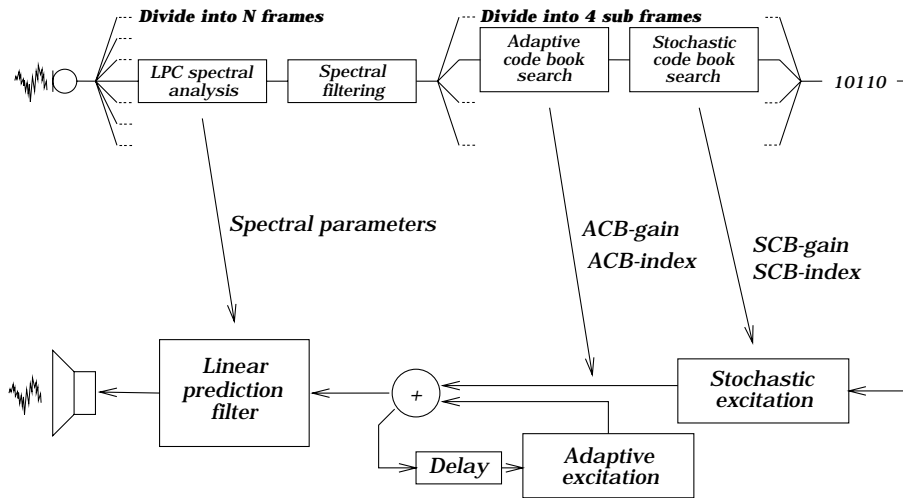 Divide into N frames
Divide into 4 sub frames
LPC spectral
analysis
Spectral
filtering
Adaptive
code book
search
Stochastic
code book
search
10110
Spectral parameters
ACB-gain
ACB-index
SCB-gain
SCB-index
Linear
prediction
filter
+
Stochastic
excitation
Delay
Adaptive
excitation